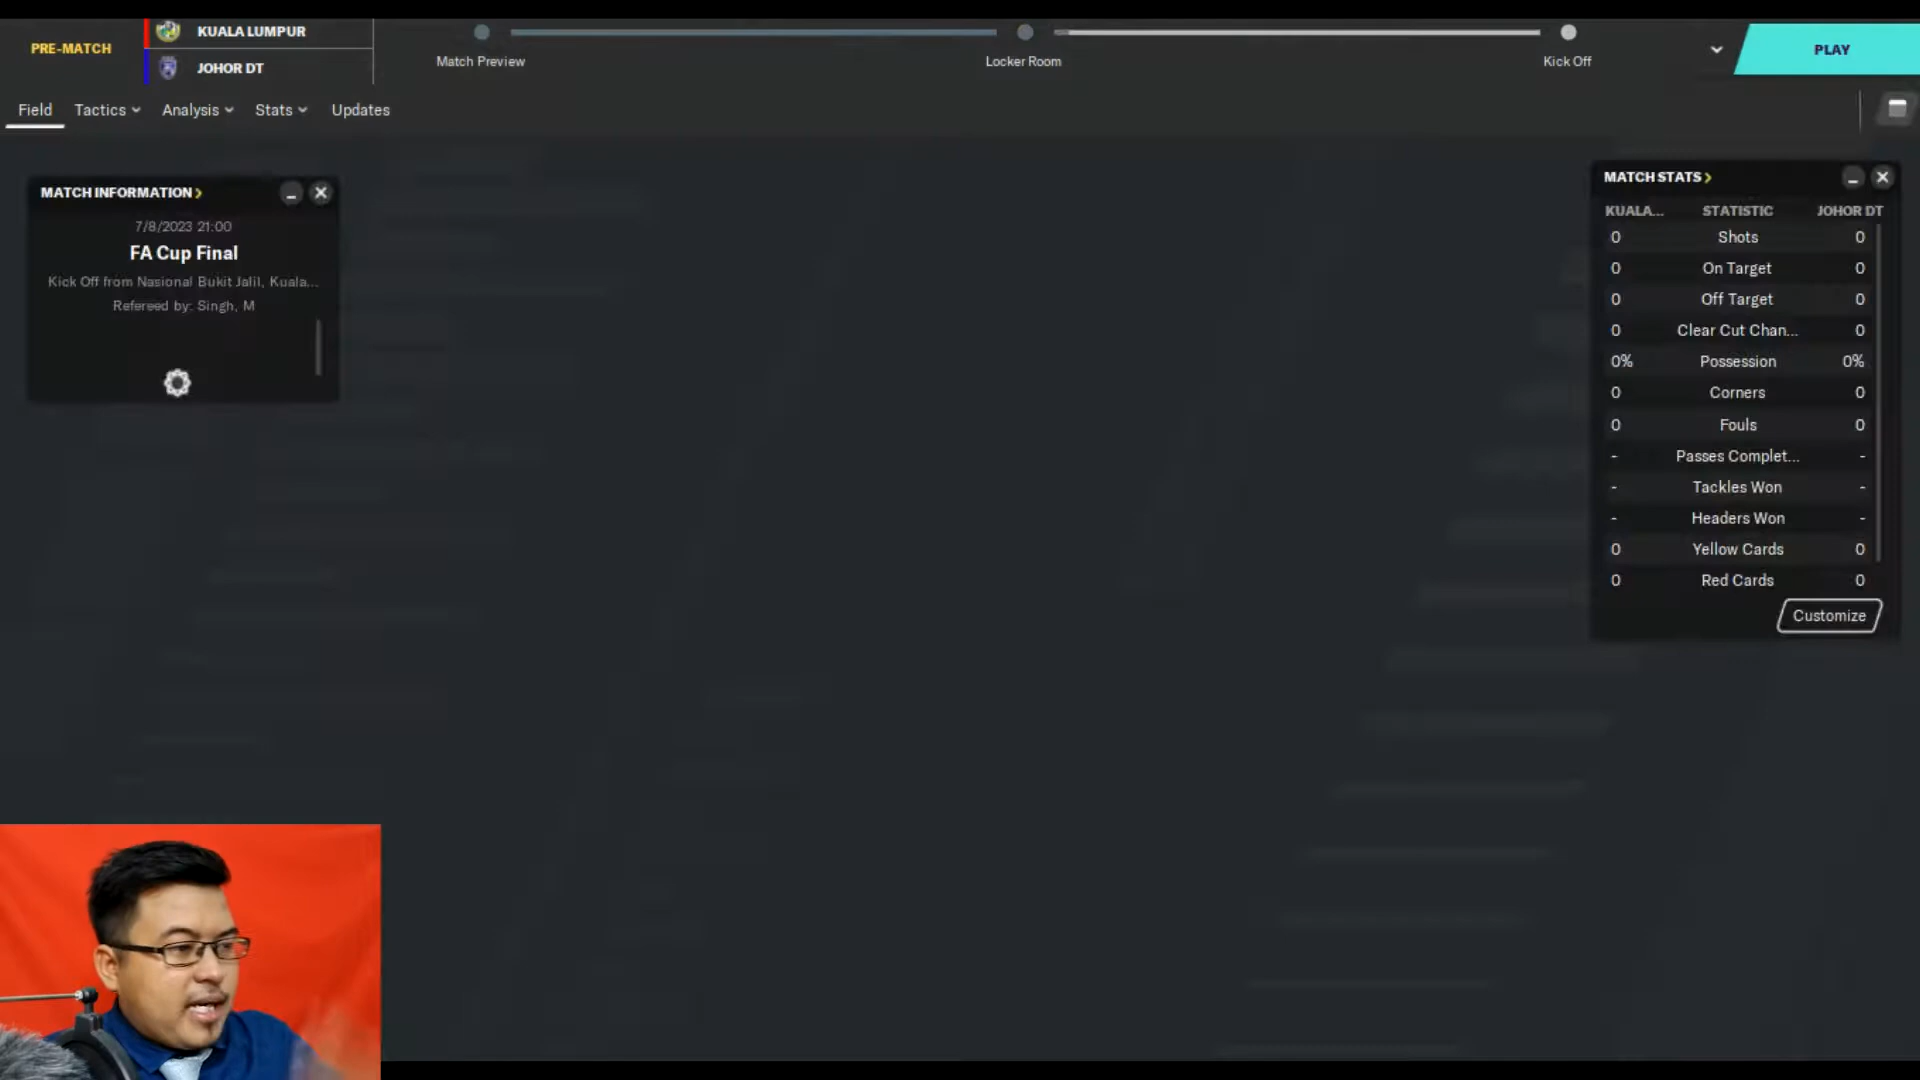 PRE-MATCH
KUALA LUMPUR
JOHOR DT
Match Preview
Locker Room
Kick Off
PLAY
Field
Tactics
Analysis
Stats
Updates
MATCH INFORMATION
7/8/2023 21:00
FA Cup Final
Kick Off from Nasional Bukit Jalil, Kuala...
Refereed by: Singh, M
MATCH STATS
KUALA... STATISTIC JOHOR DT
0 Shots 0
0 On Target 0
0 Off Target 0
0 Clear Cut Chan... 0
0% Possession 0%
0 Corners 0
0 Fouls 0
- Passes Complet... -
- Tackles Won -
- Headers Won -
0 Yellow Cards 0
0 Red Cards 0
Customize